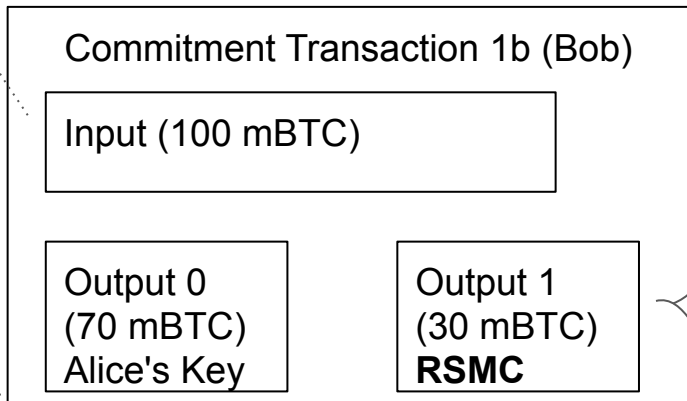 Commitment Transaction 1b (Bob)
Input (100 mBTC)
Output 0
(70 mBTC)
Alice's Key
Output 1
(30 mBTC)
RSMC